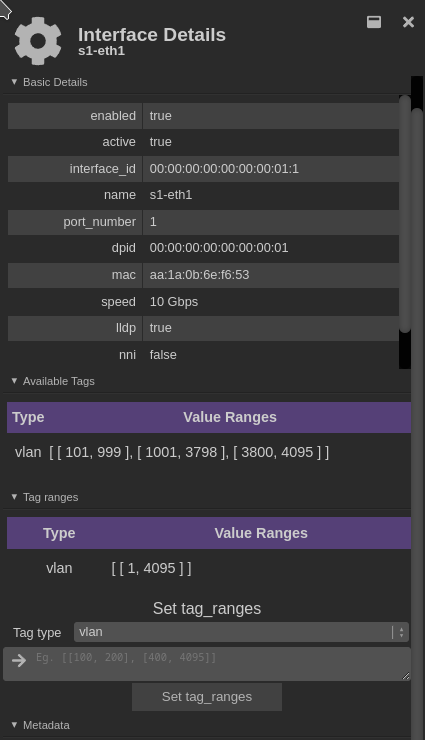 Interface Details
s1-eth1
Basic Details
enabled true
active true
interface_id 00:00:00:00:00:00:00:01:1
name s1-eth1
port_number 1
dpid 00:00:00:00:00:00:00:01
mac aa:1a:0b:6e:f6:53
speed 10 Gbps
lldp true
nni false
Available Tags
Type Value Ranges
vlan [ [ 101, 999 ], [ 1001, 3798 ], [ 3800, 4095 ] ]
Tag ranges
Type Value Ranges
vlan [ [ 1, 4095 ] ]
Set tag_ranges
Tag type vlan
Eg. [[100, 200], [400, 4095]]
Set tag_ranges
Metadata